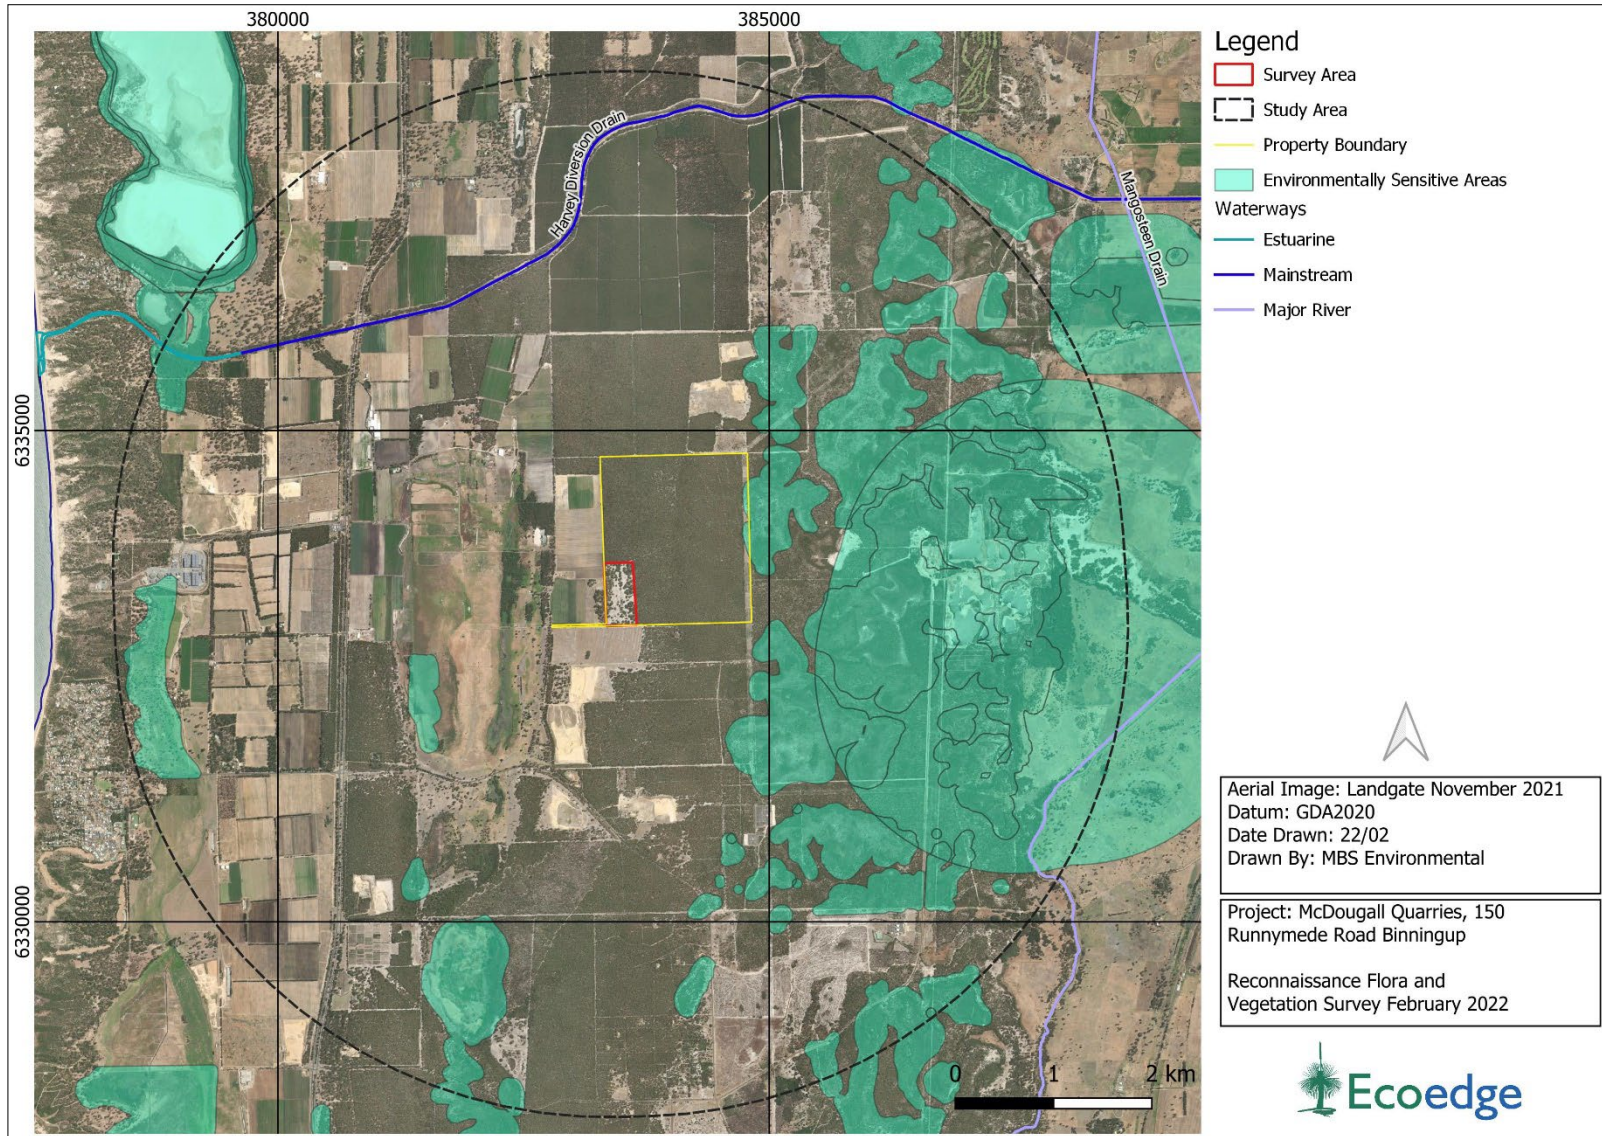 380000
385000
6335000
6330000
Harvey Diversion Drain
Mangosteen Drain
0 1 2 km
Legend
Survey Area
Study Area
Property Boundary
Environmentally Sensitive Areas
Waterways
Estuarine
Mainstream
Major River
Aerial Image: Landgate November 2021
Datum: GDA2020
Date Drawn: 22/02
Drawn By: MBS Environmental
Project: McDougall Quarries, 150
Runnymede Road Binningup
Reconnaissance Flora and
Vegetation Survey February 2022
Ecoedge